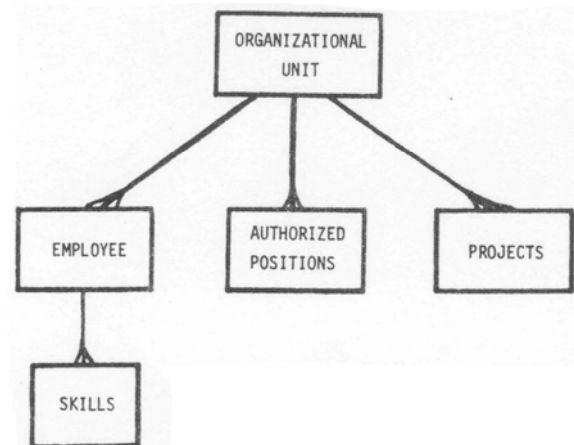 ORGANIZATIONAL
UNIT
EMPLOYEE
AUTHORIZED
POSITIONS
PROJECTS
SKILLS